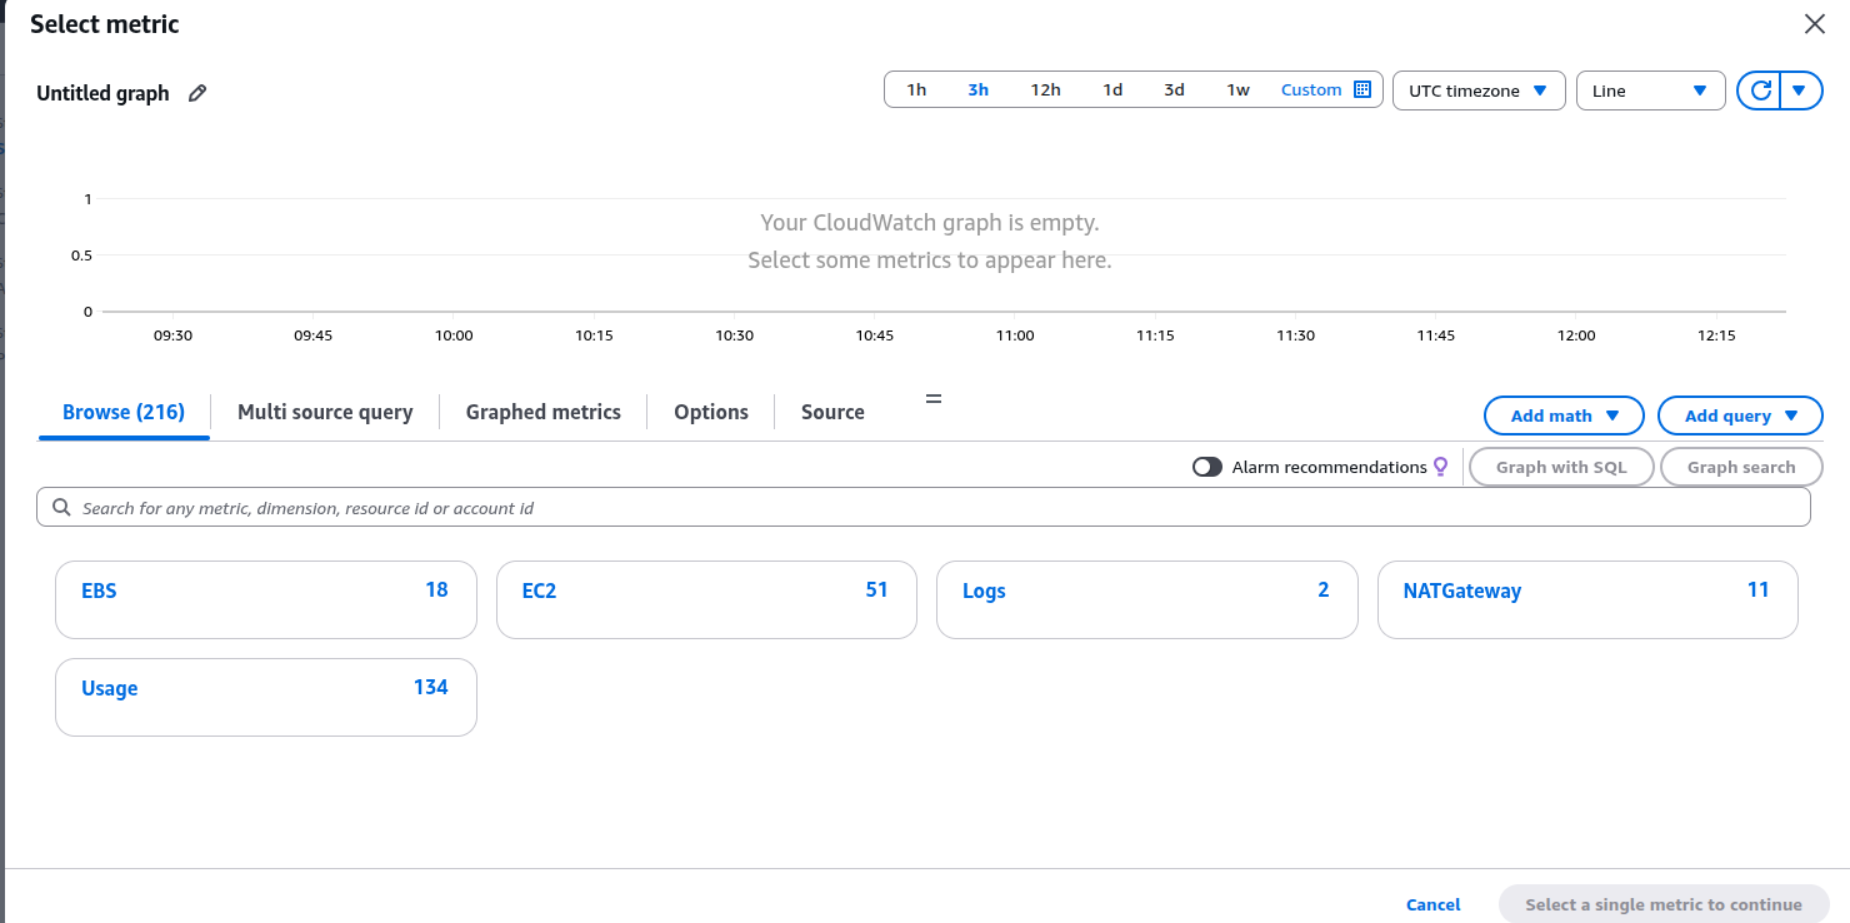 Select metric
Untitled graph
1h 3h 12h 1d 3d 1w Custom UTC timezone Line
1
Your CloudWatch graph is empty.
0.5
Select some metrics to appear here.
0
09:30 09:45 10:00 10:15 10:30 10:45 11:00 11:15 11:30 11:45 12:00 12:15
Browse (216) Multi source query Graphed metrics Options Source Add math Add query
Alarm recommendations Graph with SQL Graph search
Search for any metric, dimension, resource id or account id
EBS 18 EC2 51 Logs 2 NATGateway 11
Usage 134
Cancel Select a single metric to continue